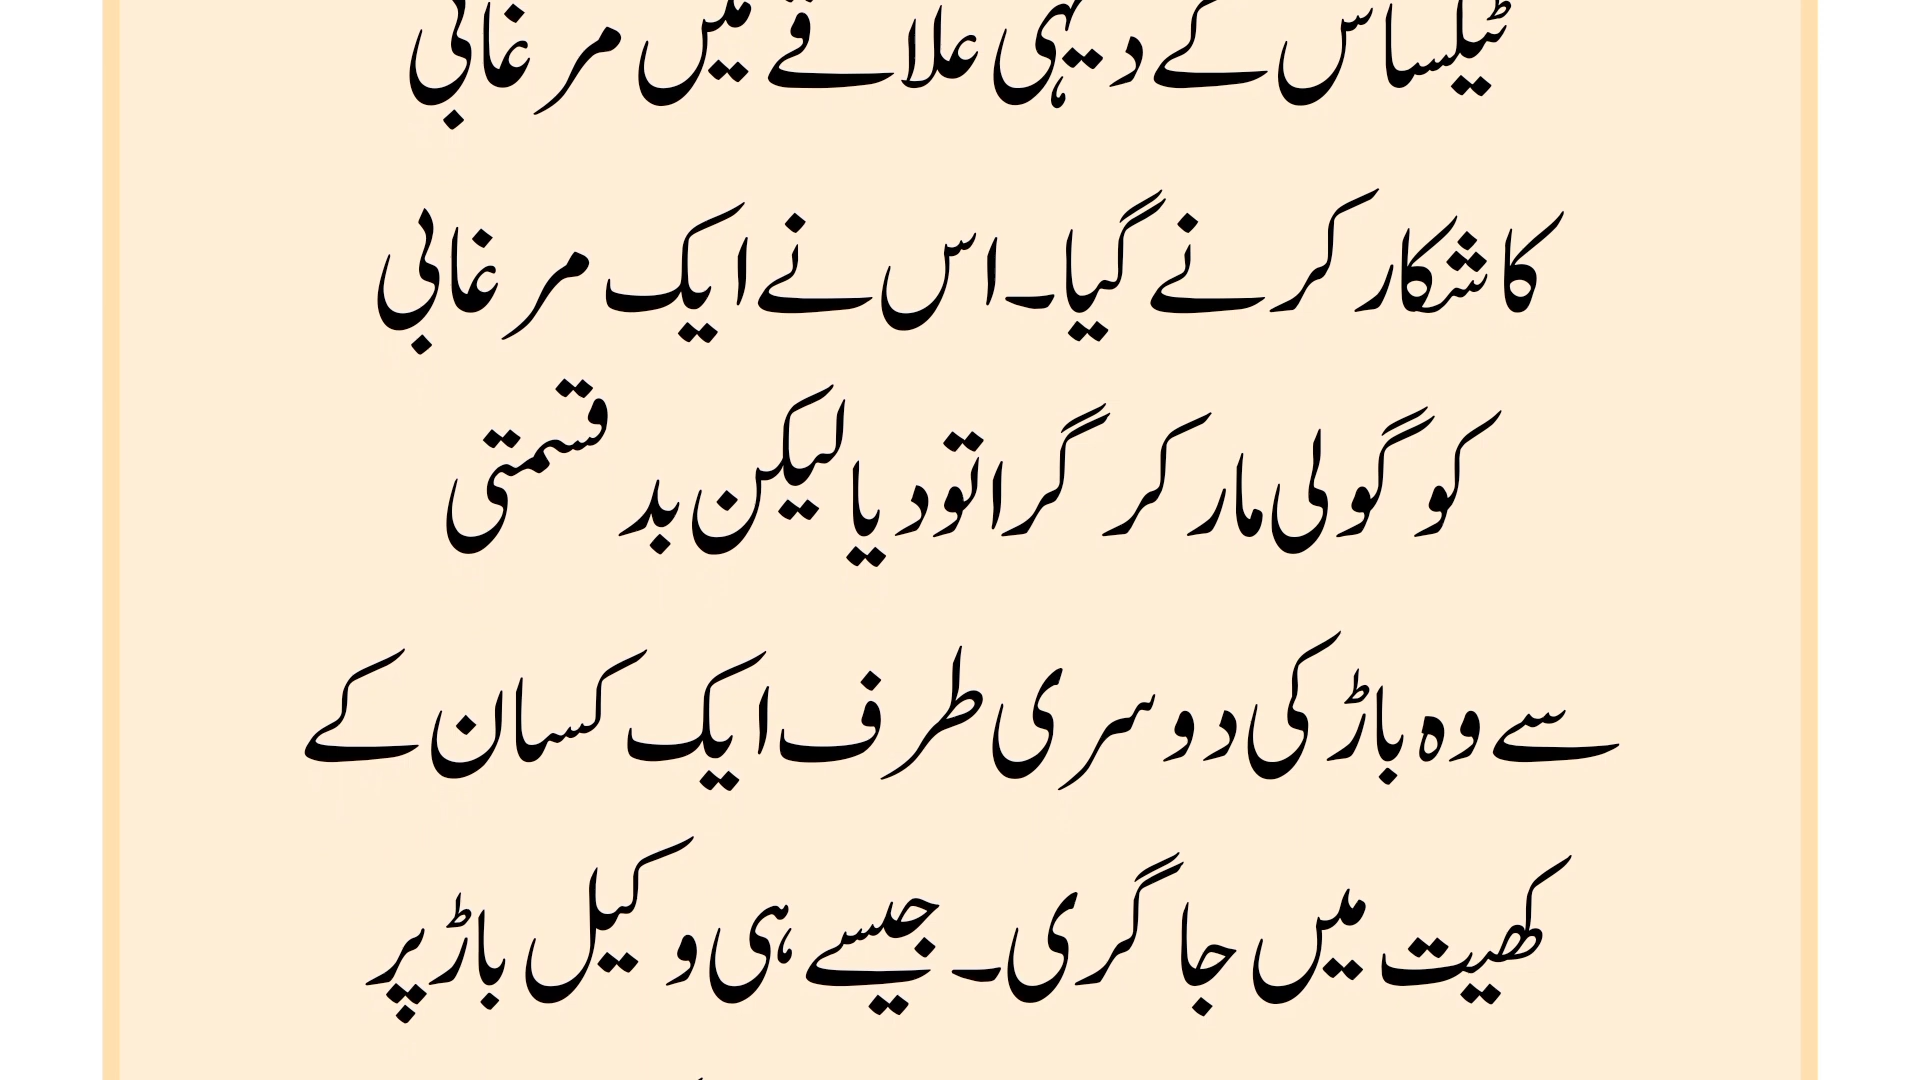 ٹیکساس کے دیہی علاقے میں مرغابی
کا شکار کرنے گیا۔ اس نے ایک مرغابی
کو گولی مار کر گرا تو دیا لیکن بد قسمتی
سے وہ باڑ کی دوسری طرف ایک کسان کے
کھیت میں جا گری۔ جیسے ہی وکیل باڑ پر